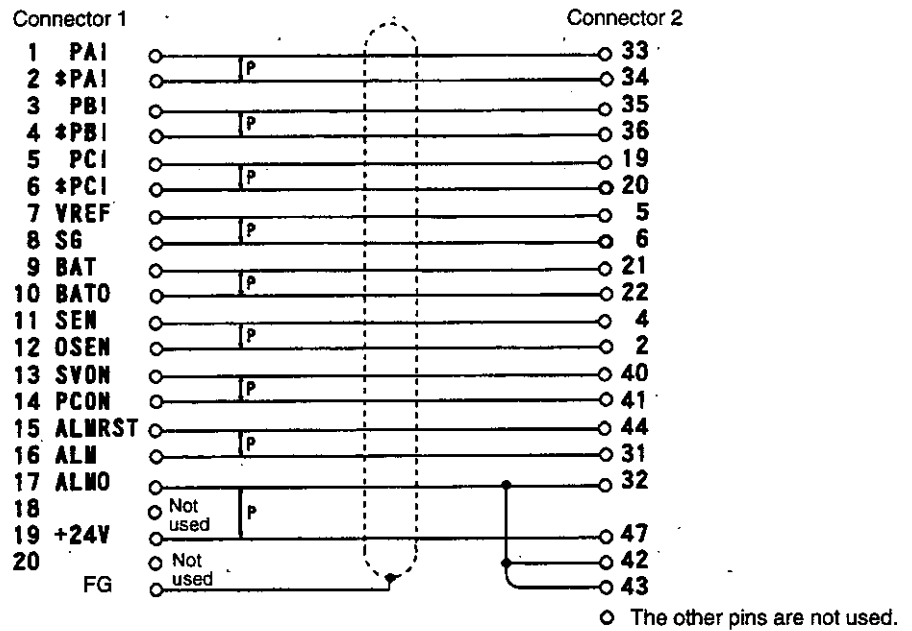 Connector 1 Connector 2
1 PAI P 33
2 *PAI 34
3 PBI P 35
4 *PBI 36
5 PCI P 19
6 *PCI 20
7 VREF P 5
8 SG 6
9 BAT P 21
10 BATO 22
11 SEN P 4
12 OSEN 2
13 SVON P 40
14 PCON 41
15 ALMRST P 44
16 ALM 31
17 ALMO 32
18 Not used P
19 +24V 47
20 Not used 42
FG 43
The other pins are not used.